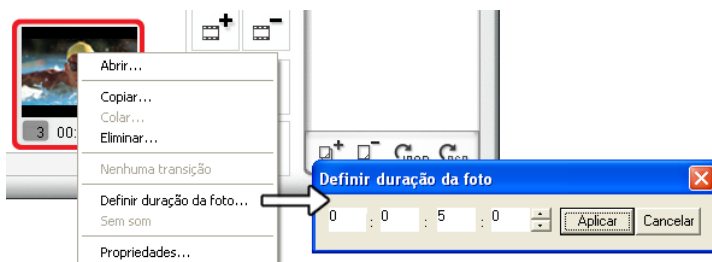 Abrir...
Copiar...
Colar...
Eliminar...
3 00:
Nenhuma transição
Definir duração da foto...
Sem som
Propriedades...
Definir duração da foto
0 : 0 : 5 : 0 Aplicar Cancelar